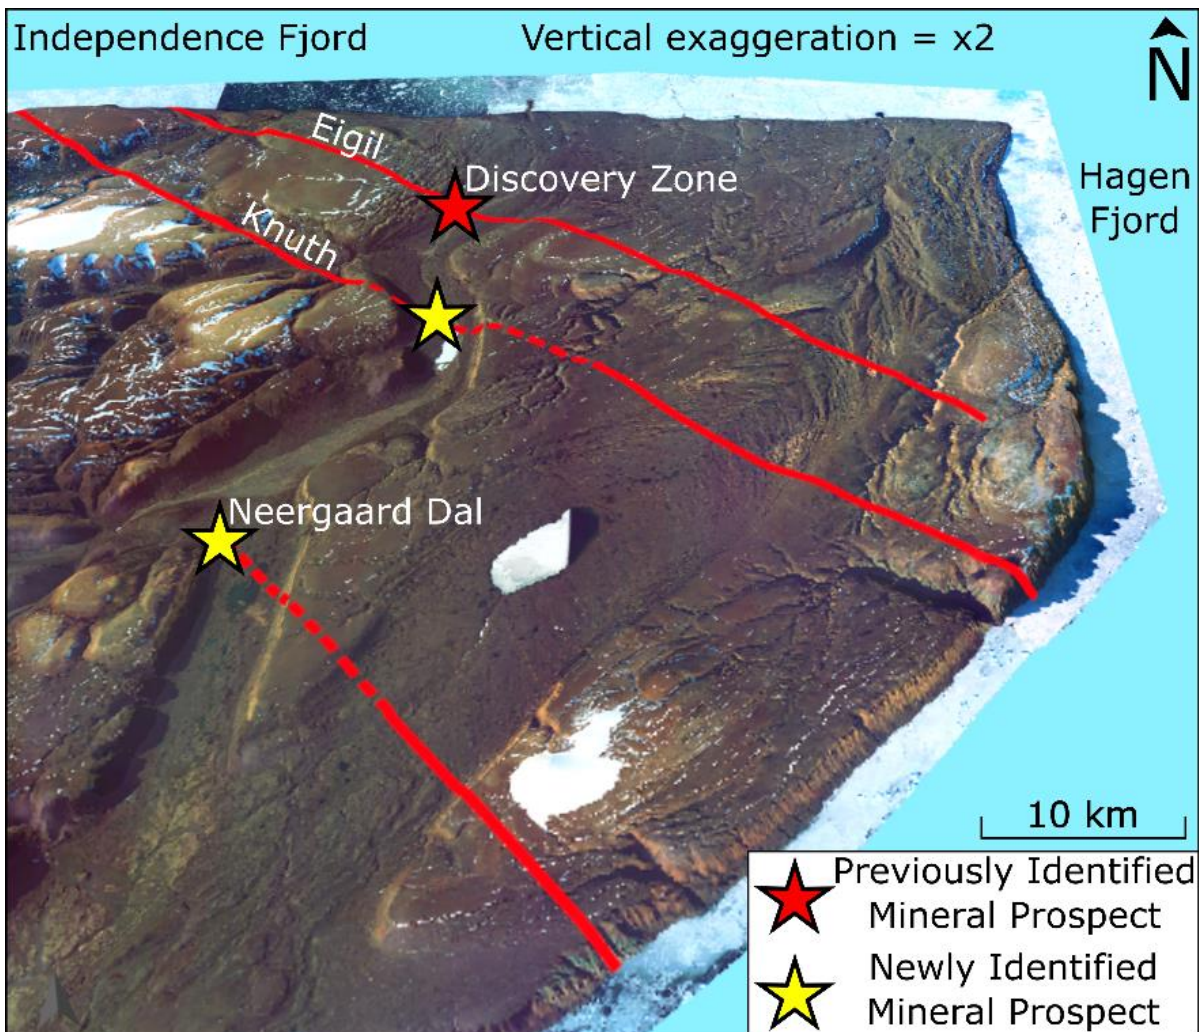 Independence Fjord
Vertical exaggeration = x2
N
Eigil
Discovery Zone
Hagen
Fjord
Knuth
Neergaard Dal
10 km
Previously Identified
Mineral Prospect
Newly Identified
Mineral Prospect